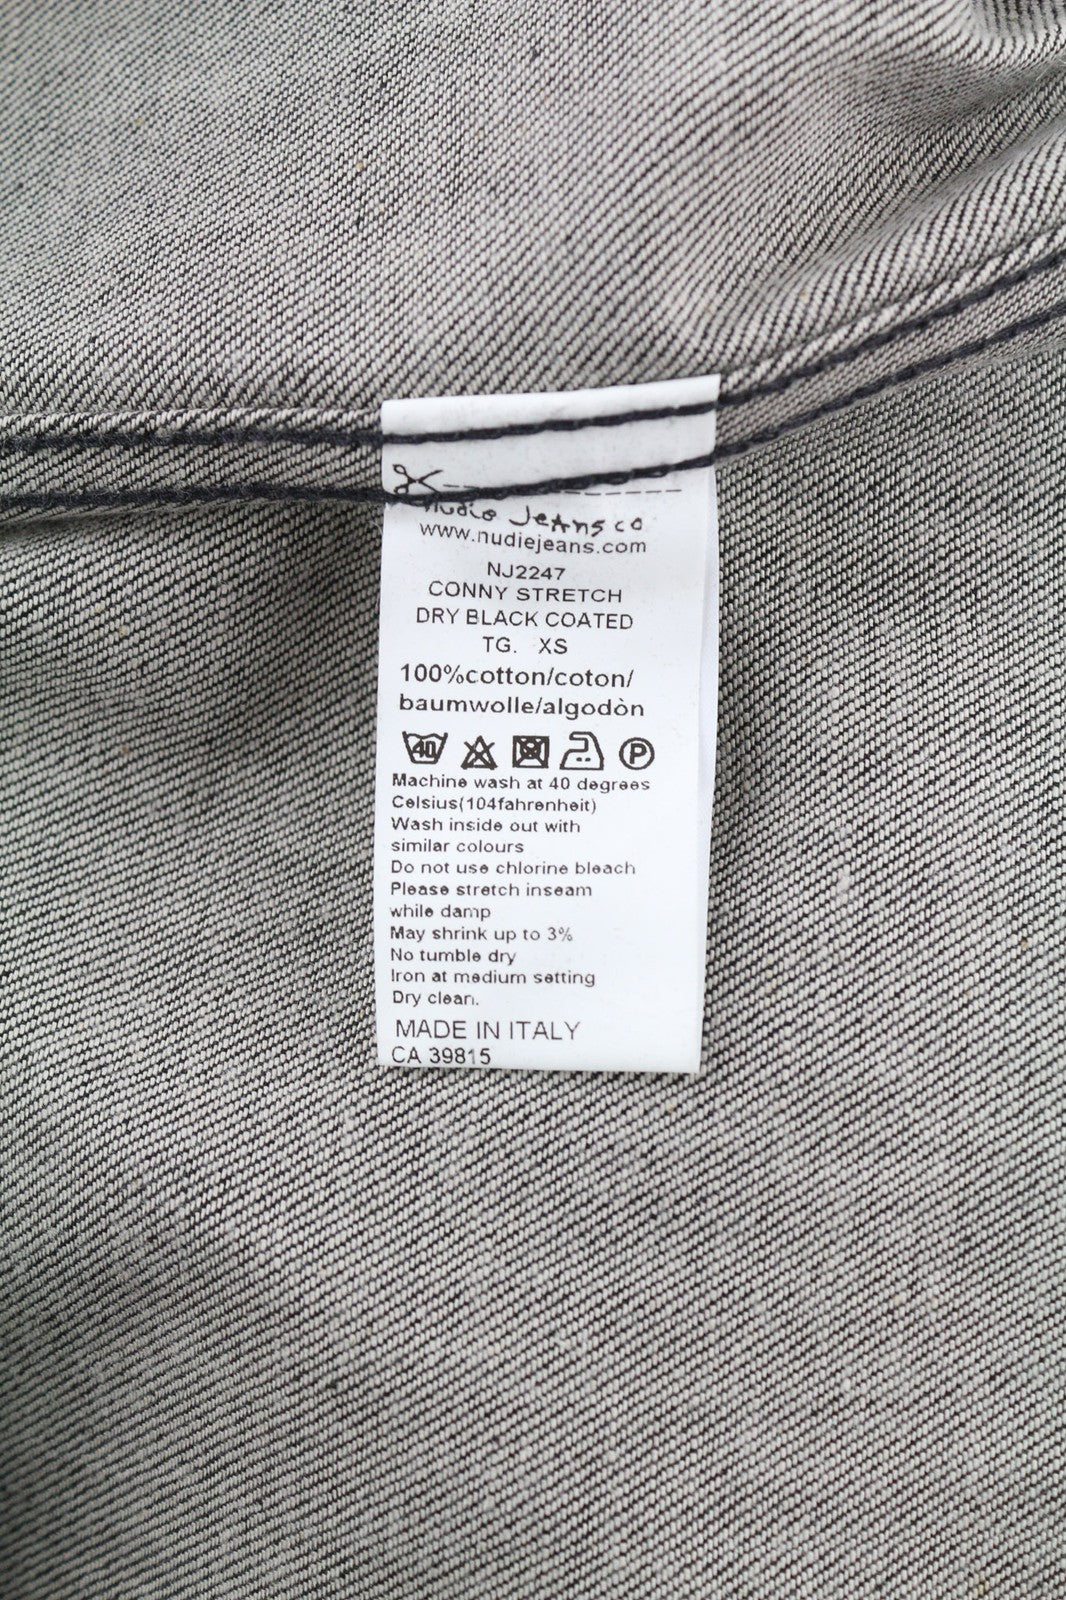 Nudie Jeans co
www.nudiejeans.com
NJ2247
CONNY STRETCH
DRY BLACK COATED
TG. XS
100%cotton/coton/
baumwolle/algodòn
40 P
Machine wash at 40 degrees
Celsius(104fahrenheit)
Wash inside out with
similar colours
Do not use chlorine bleach
Please stretch inseam
while damp
May shrink up to 3%
No tumble dry
Iron at medium setting
Dry clean.
MADE IN ITALY
CA 39815